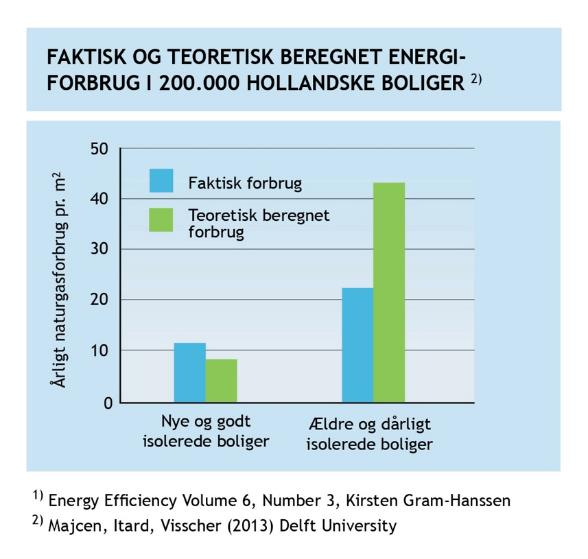 FAKTISK OG TEORETISK BEREGNET ENERGI-
FORBRUG I 200.000 HOLLANDSKE BOLIGER 2)
Årligt naturgasforbrug pr. m²
50
40
30
20
10
0
Faktisk forbrug
Teoretisk beregnet
forbrug
Nye og godt
isolerede boliger
Ældre og dårligt
isolerede boliger
1) Energy Efficiency Volume 6, Number 3, Kirsten Gram-Hanssen
2) Majcen, Itard, Visscher (2013) Delft University